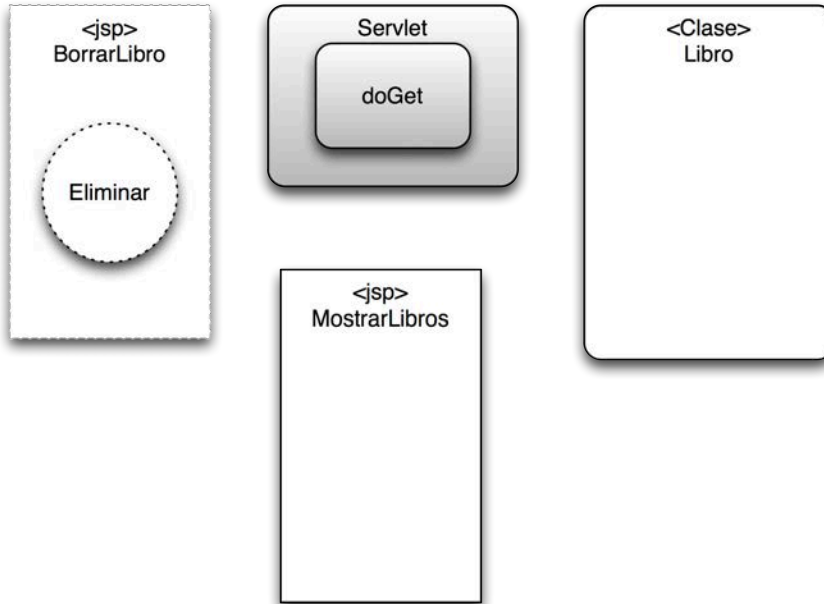 <jsp>
BorrarLibro
Eliminar
Servlet
doGet
<Clase>
Libro
<jsp>
MostrarLibros